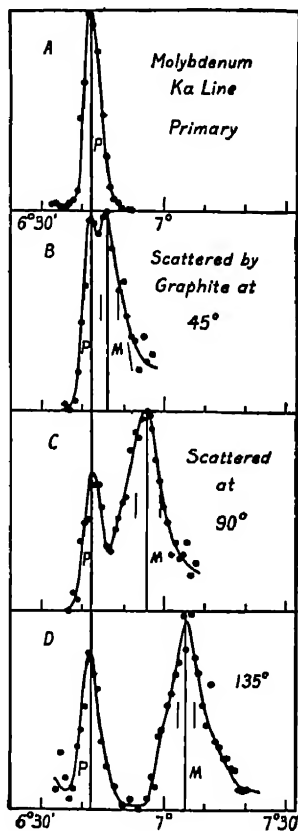 A
Molybdenum
Kα Line
Primary
P
6°30'
7°
B
Scattered by
Graphite at
45°
P
M
C
Scattered
at
90°
P
M
D
135°
P
M
6°30'
7°
7°30'